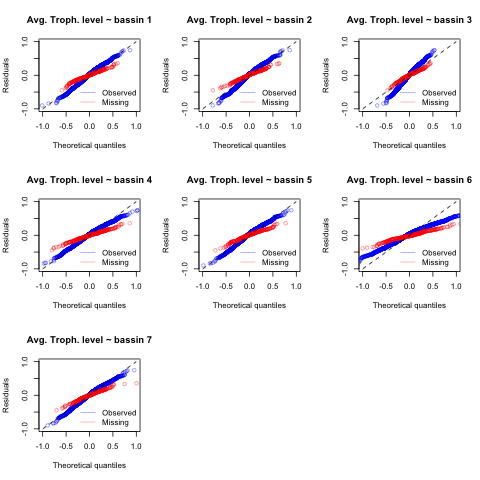 Avg. Troph. level ~ bassin 1
Residuals
1.0
0.0
-1.0
Observed
Missing
-1.0 -0.5 0.0 0.5 1.0
Theoretical quantiles
Avg. Troph. level ~ bassin 2
Residuals
1.0
0.0
-1.0
Observed
Missing
-1.0 -0.5 0.0 0.5 1.0
Theoretical quantiles
Avg. Troph. level ~ bassin 3
Residuals
1.0
0.0
-1.0
Observed
Missing
-1.0 -0.5 0.0 0.5 1.0
Theoretical quantiles
Avg. Troph. level ~ bassin 4
Residuals
1.0
0.0
-1.0
Observed
Missing
-1.0 -0.5 0.0 0.5 1.0
Theoretical quantiles
Avg. Troph. level ~ bassin 5
Residuals
1.0
0.0
-1.0
Observed
Missing
-1.0 -0.5 0.0 0.5 1.0
Theoretical quantiles
Avg. Troph. level ~ bassin 6
Residuals
1.0
0.0
-1.0
Observed
Missing
-1.0 -0.5 0.0 0.5 1.0
Theoretical quantiles
Avg. Troph. level ~ bassin 7
Residuals
1.0
0.0
-1.0
Observed
Missing
-1.0 -0.5 0.0 0.5 1.0
Theoretical quantiles